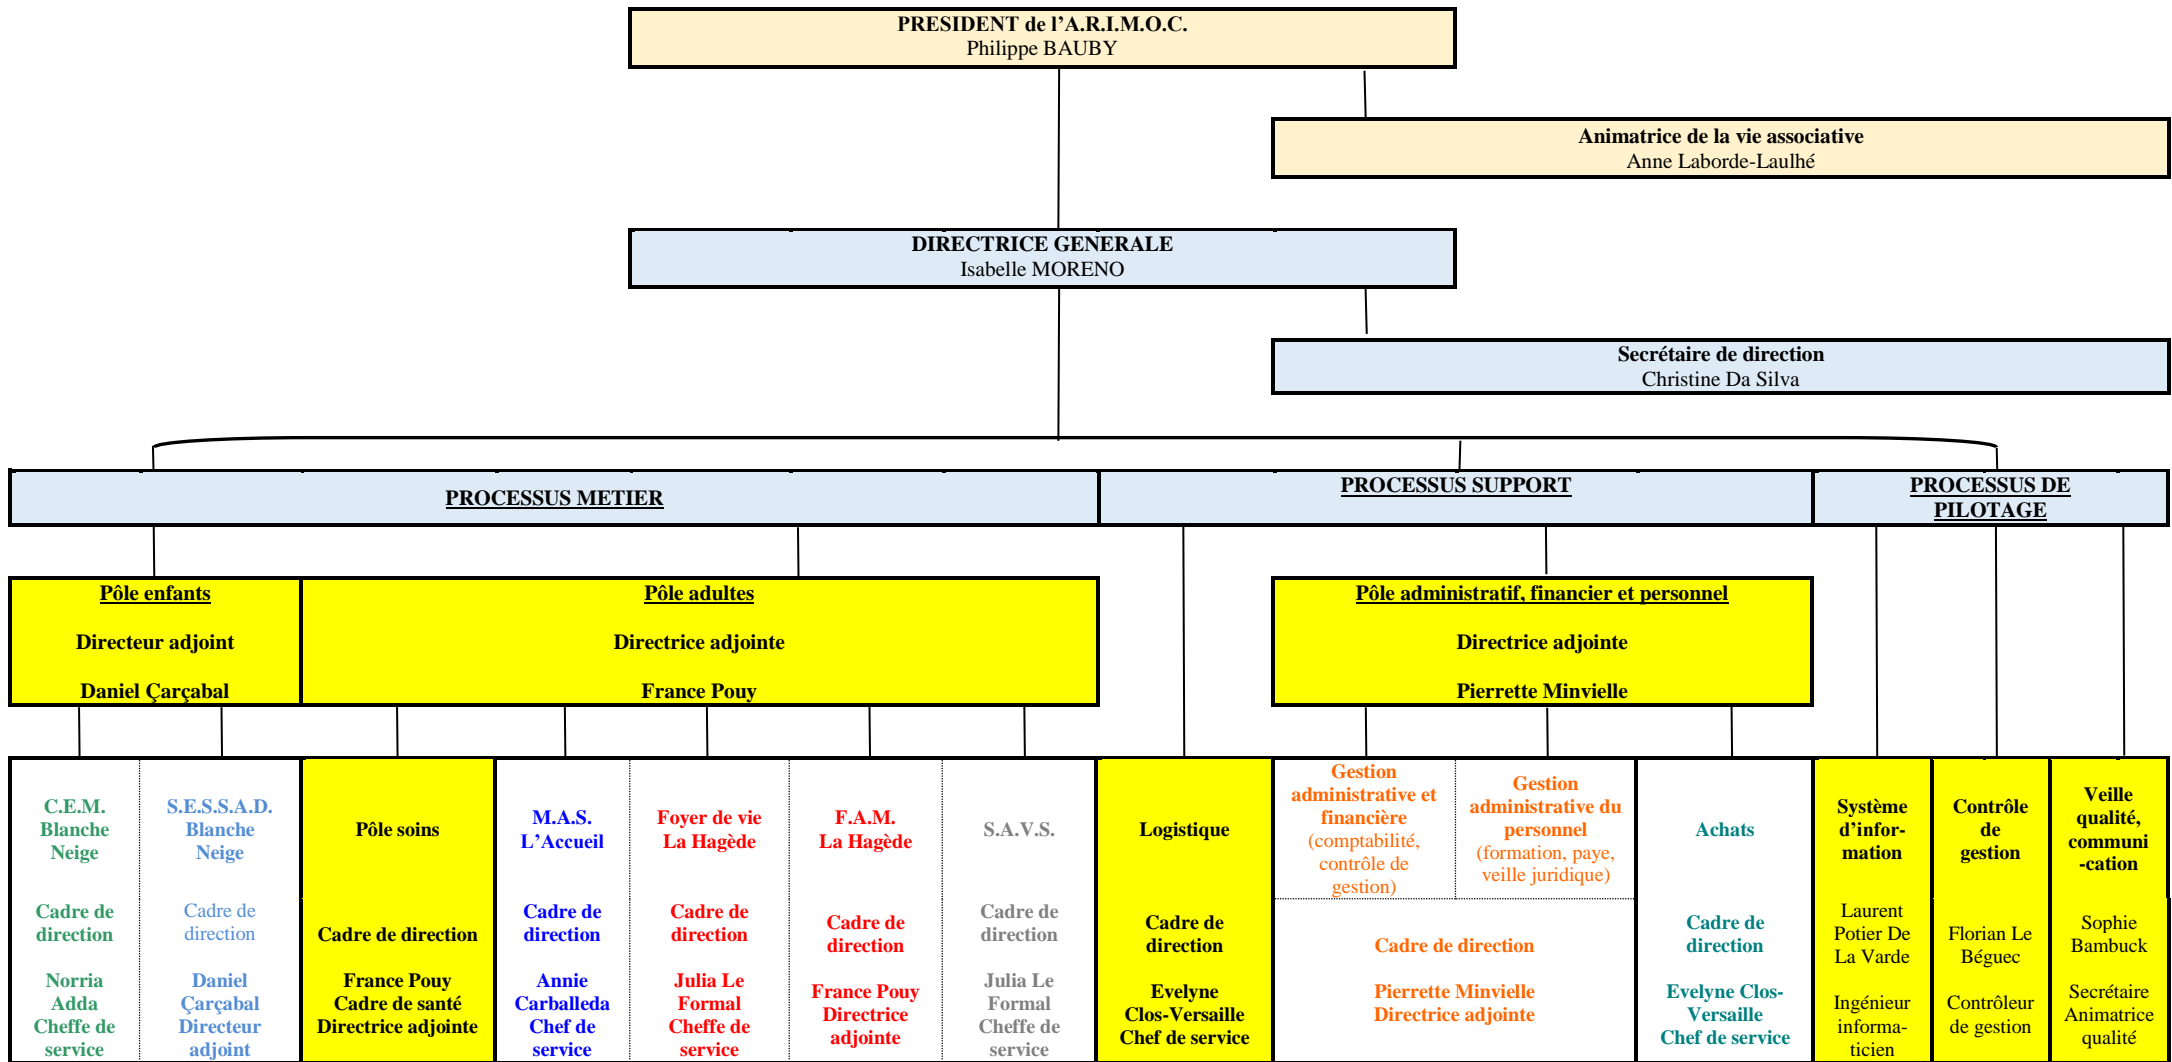 PRESIDENT de l’A.R.I.M.O.C.
Philippe BAUBY
Animatrice de la vie associative
Anne Laborde-Laulhé
DIRECTRICE GENERALE
Isabelle MORENO
Secrétaire de direction
Christine Da Silva
PROCESSUS METIER
PROCESSUS SUPPORT
PROCESSUS DE
PILOTAGE
Pôle enfants
Directeur adjoint
Daniel Çarçabal
Pôle adultes
Directrice adjointe
France Pouy
Pôle administratif, financier et personnel
Directrice adjointe
Pierrette Minvielle
C.E.M.
Blanche
Neige
Cadre de
direction
Norria
Adda
Cheffe de
service
S.E.S.S.A.D.
Blanche
Neige
Cadre de
direction
Daniel
Çarçabal
Directeur
adjoint
Pôle soins
Cadre de direction
France Pouy
Cadre de santé
Directrice adjointe
M.A.S.
L’Accueil
Cadre de
direction
Annie
Carballeda
Chef de
service
Foyer de vie
La Hagède
Cadre de
direction
Julia Le
Formal
Cheffe de
service
F.A.M.
La Hagède
Cadre de
direction
France Pouy
Directrice
adjointe
S.A.V.S.
Cadre de
direction
Julia Le
Formal
Cheffe de
service
Logistique
Cadre de
direction
Evelyne
Clos-Versaille
Chef de service
Gestion
administrative et
financière
(comptabilité,
contrôle de
gestion)
Gestion
administrative du
personnel
(formation, paye,
veille juridique)
Cadre de direction
Pierrette Minvielle
Directrice adjointe
Achats
Cadre de
direction
Evelyne Clos-
Versaille
Chef de service
Système
d’infor-
mation
Laurent
Potier De
La Varde
Ingénieur
informa-
ticien
Contrôle
de
gestion
Florian Le
Béguec
Contrôleur
de gestion
Veille
qualité,
communi
-cation
Sophie
Bambuck
Secrétaire
Animatrice
qualité